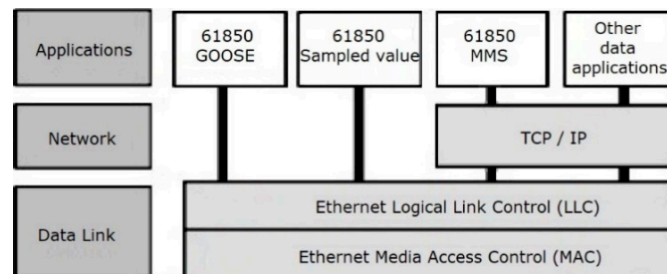 Applications
61850
GOOSE
61850
Sampled value
61850
MMS
Other
data
applications
Network
TCP / IP
Data Link
Ethernet Logical Link Control (LLC)
Ethernet Media Access Control (MAC)